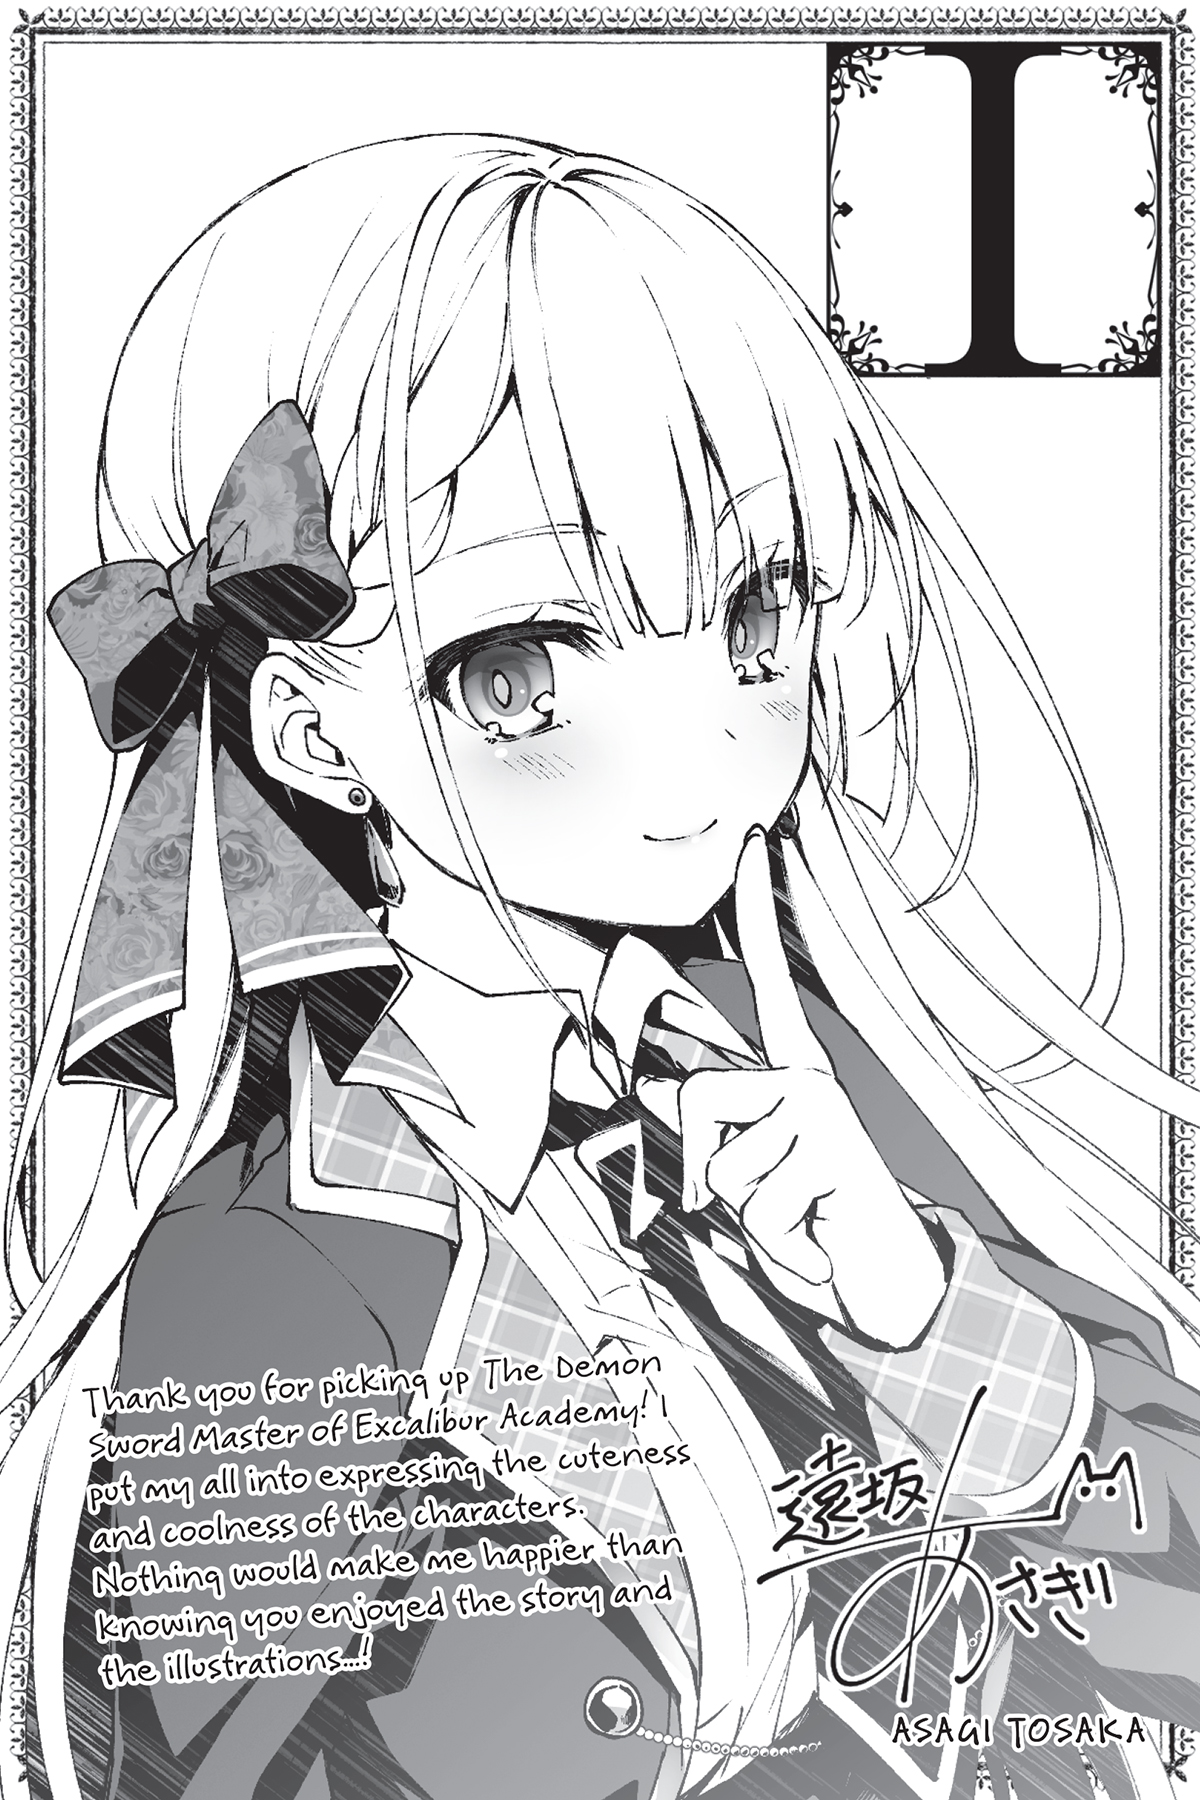 I
Thank you for picking up The Demon
Sword Master of Excalibur Academy! I
put my all into expressing the cuteness
and coolness of the characters.
Nothing would make me happier than
knowing you enjoyed the story and
the illustrations...!
遠坂あさぎ
ASAGI TOSAKA